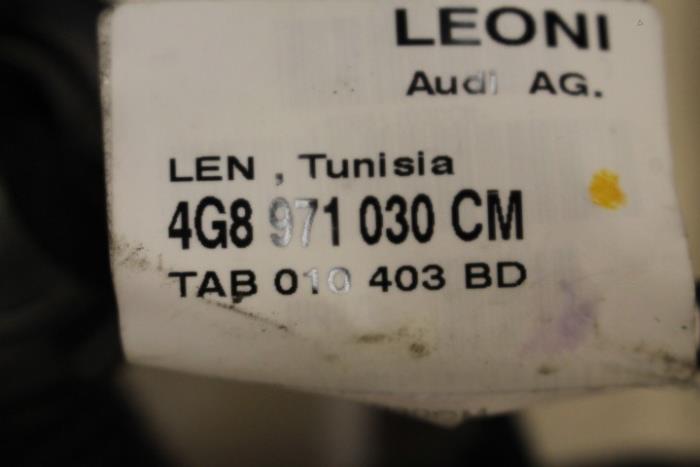 LEONI
Audi AG.
LEN , Tunisia
4G8 971 030 CM
TAB 010 403 BD